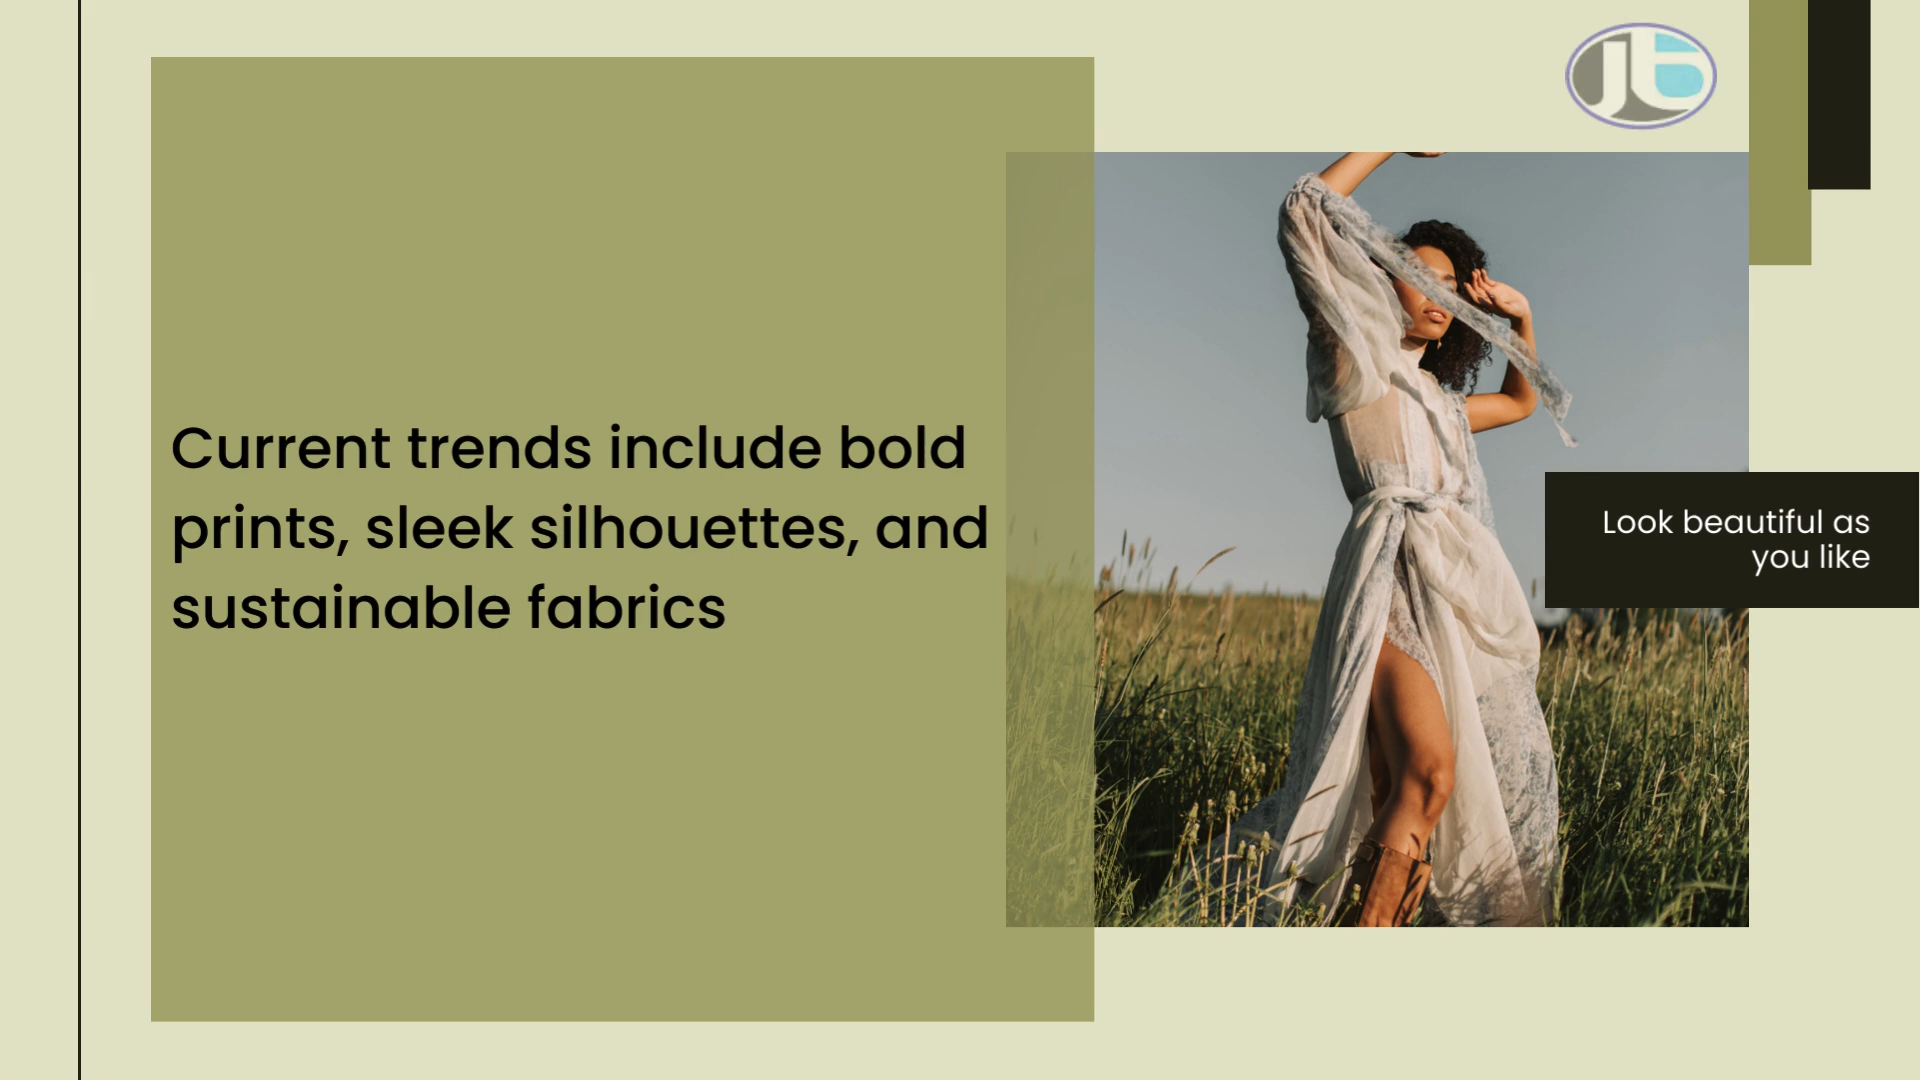 Current trends include bold
prints, sleek silhouettes, and
sustainable fabrics
Look beautiful as
you like